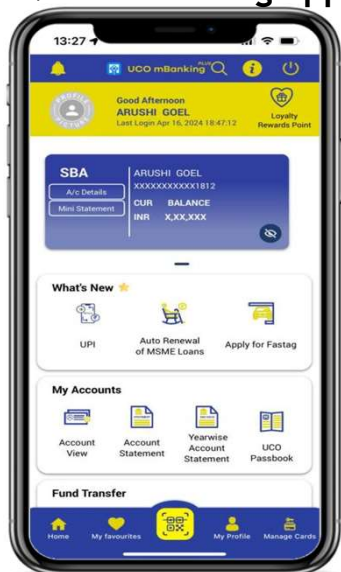 13:27
UCO mBanking PLUS
Good Afternoon
ARUSHI GOEL
Last Login Apr 16, 2024 18:47:12
Loyalty
Rewards Point
PROFILE
PICTURE
SBA
A/c Details
Mini Statement
ARUSHI GOEL
XXXXXXXXXXXX1812
CUR BALANCE
INR X,XX,XXX
What's New
UPI
Auto Renewal
of MSME Loans
Apply for Fastag
My Accounts
Account
View
Account
Statement
Yearwise
Account
Statement
UCO
Passbook
Fund Transfer
Home
My favourites
My Profile
Manage Cards